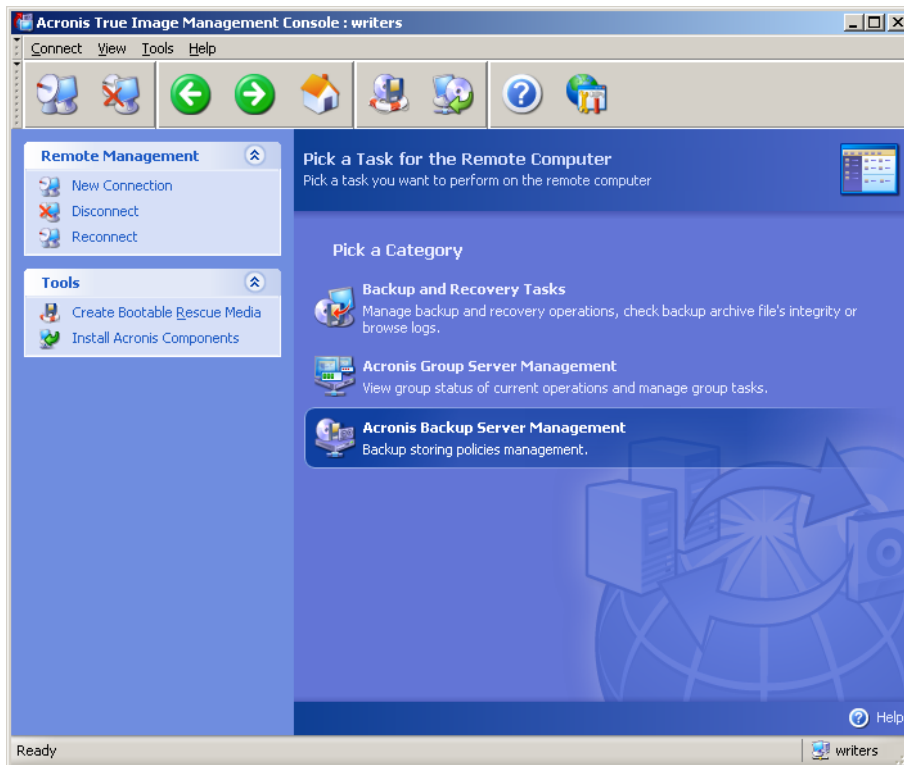 Acronis True Image Management Console : writers
Connect View Tools Help
Remote Management
New Connection
Disconnect
Reconnect
Tools
Create Bootable Rescue Media
Install Acronis Components
Pick a Task for the Remote Computer
Pick a task you want to perform on the remote computer
Pick a Category
Backup and Recovery Tasks
Manage backup and recovery operations, check backup archive file's integrity or
browse logs.
Acronis Group Server Management
View group status of current operations and manage group tasks.
Acronis Backup Server Management
Backup storing policies management.
Help
Ready
writers